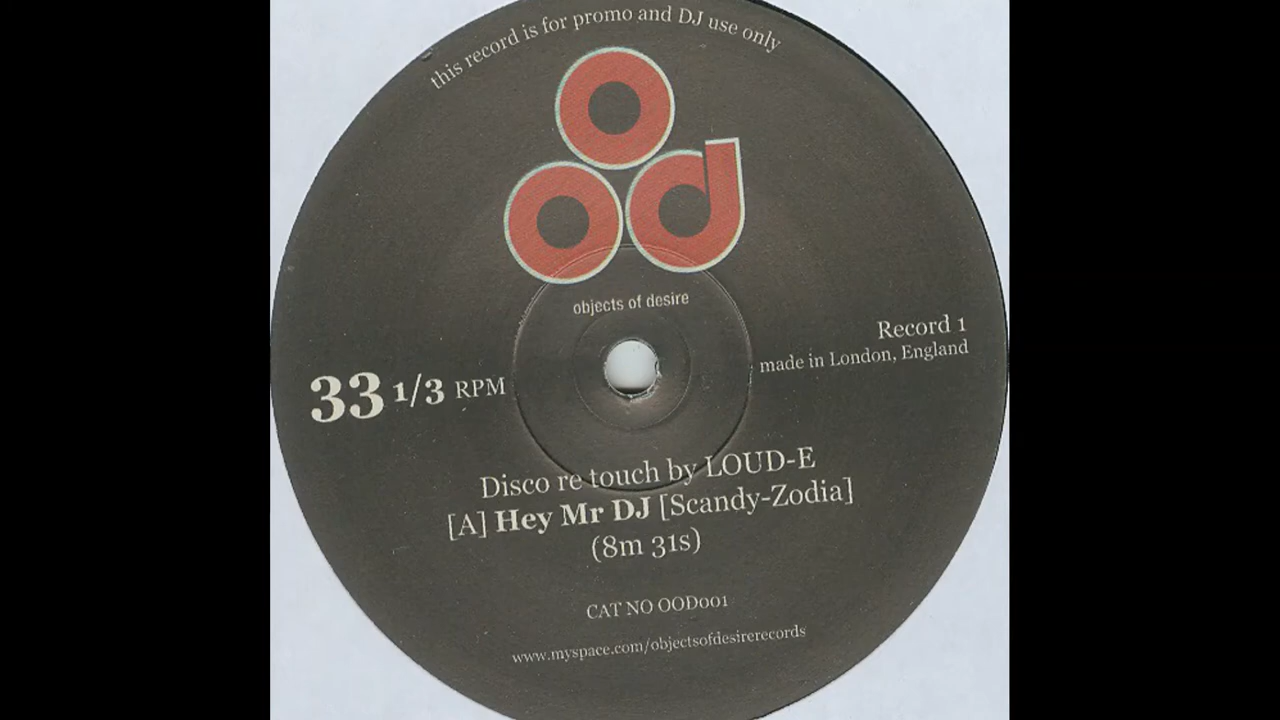 this record is for promo and DJ use only
ood
objects of desire
Record 1
made in London, England
33 1/3 RPM
Disco re touch by LOUD-E
[A] Hey Mr DJ [Scandy-Zodia]
(8m 31s)
CAT NO OOD001
www.myspace.com/objectsofdesirerecords